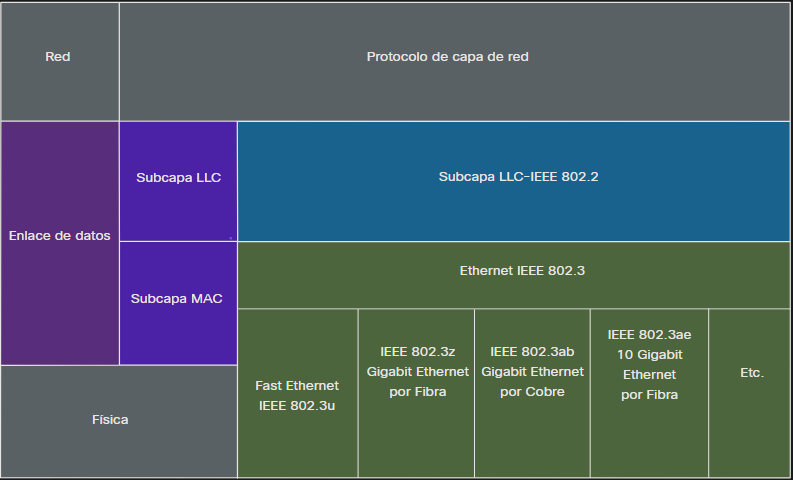 Red
Protocolo de capa de red
Enlace de datos
Subcapa LLC
Subcapa LLC-IEEE 802.2
Subcapa MAC
Ethernet IEEE 802.3
Física
Fast Ethernet
IEEE 802.3u
IEEE 802.3z
Gigabit Ethernet
por Fibra
IEEE 802.3ab
Gigabit Ethernet
por Cobre
IEEE 802.3ae
10 Gigabit
Ethernet
por Fibra
Etc.